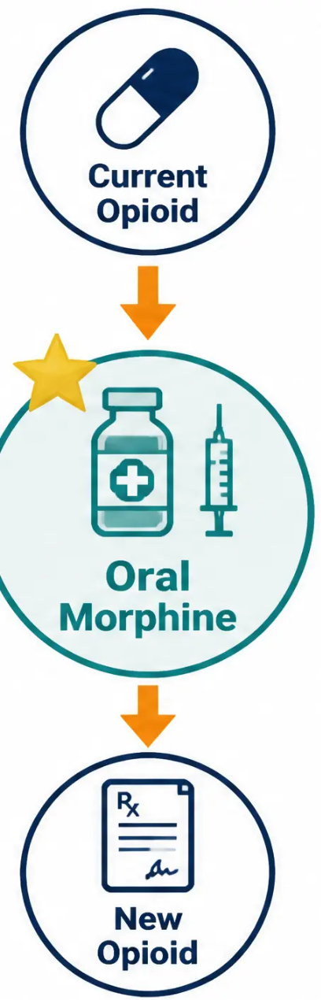 Current
Opioid
Oral
Morphine
Rx
New
Opioid